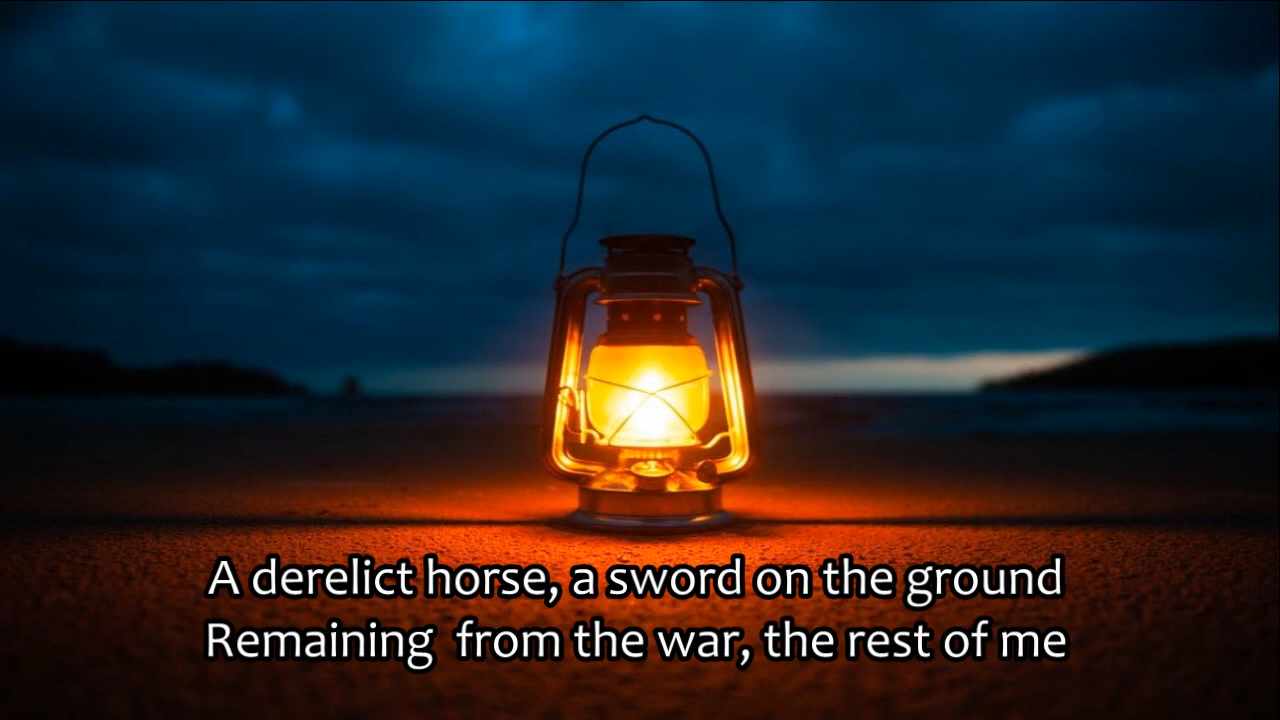 A derelict horse, a sword on the ground
Remaining  from the war, the rest of me